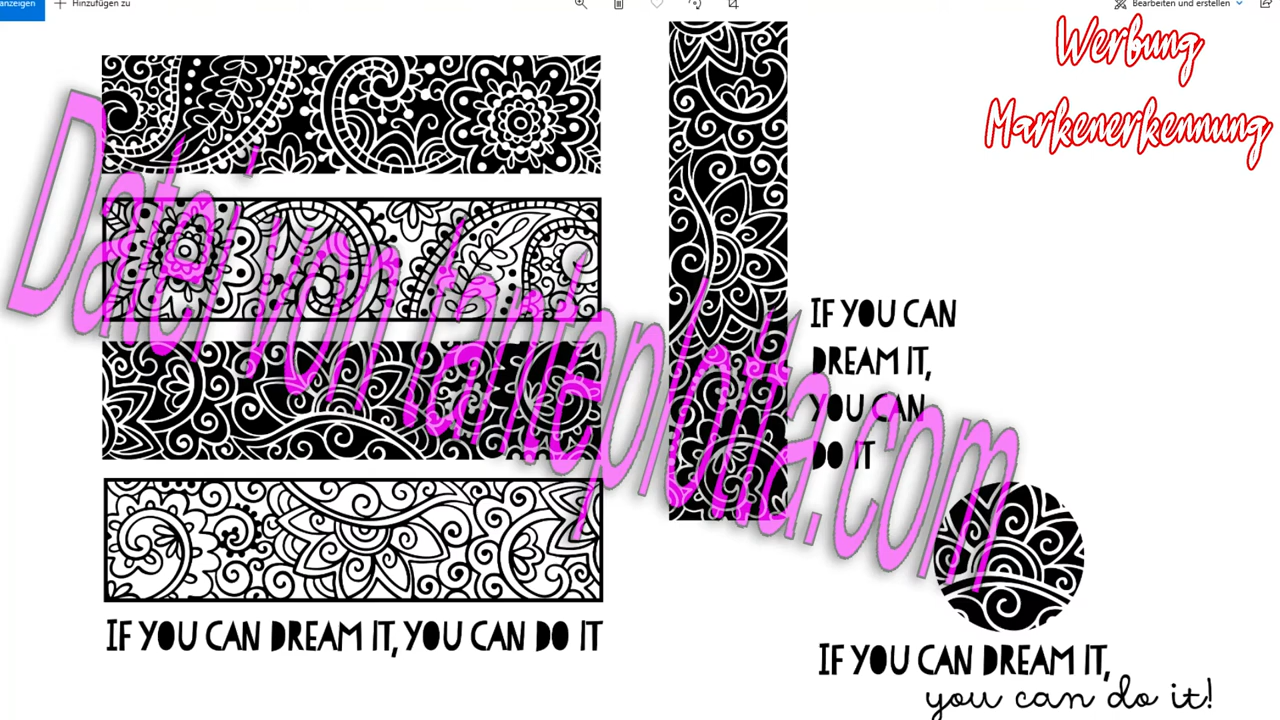 anzeigen
Hinzufügen zu
Bearbeiten und erstellen
Werbung
Markenerkennung
Datei von tanteplotta.com
IF YOU CAN
DREAM IT,
YOU CAN
DO IT
IF YOU CAN DREAM IT, YOU CAN DO IT
IF YOU CAN DREAM IT,
you can do it!